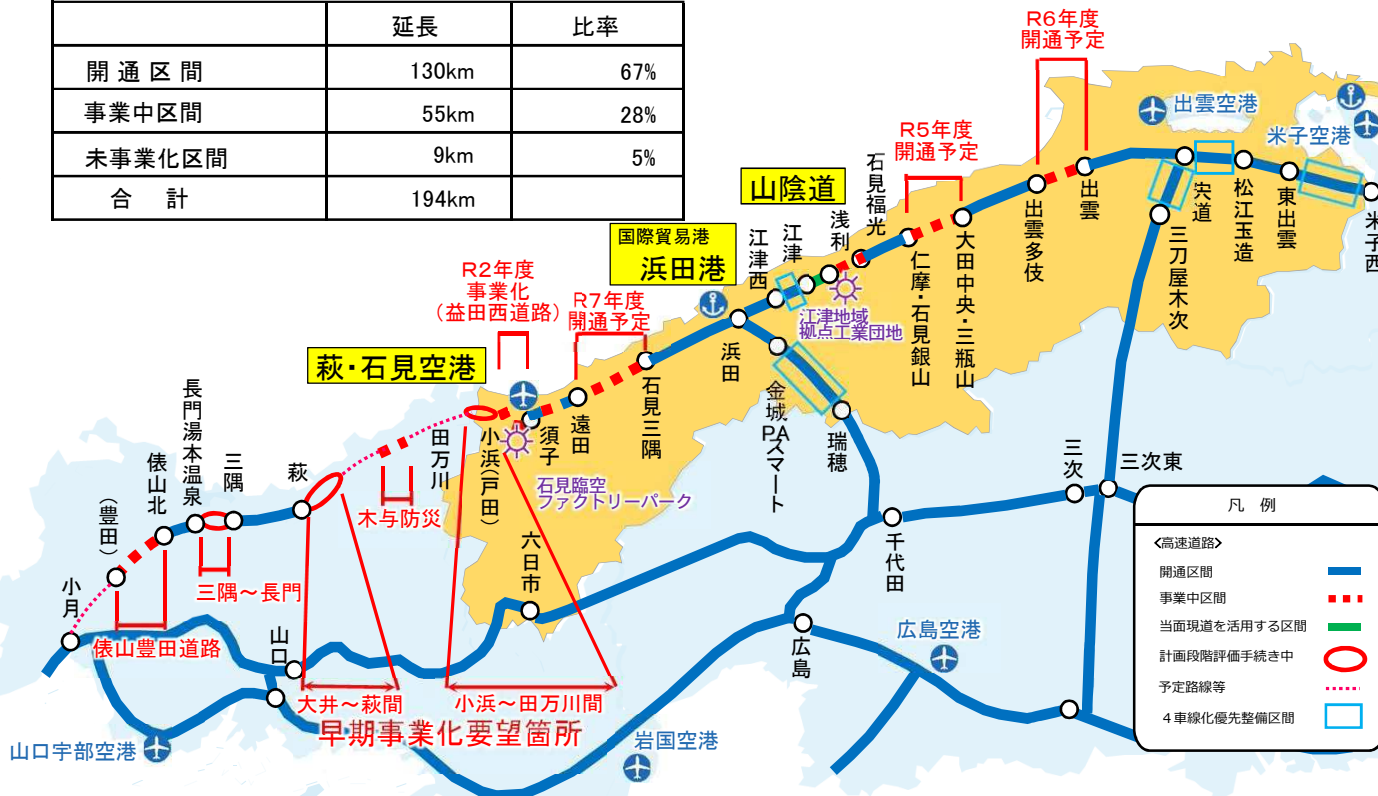 延長 比率
開通区間 130km 67%
事業中区間 55km 28%
未事業化区間 9km 5%
合計 194km
R6年度
開通予定
R5年度
開通予定
出雲空港
米子空港
山陰道
国際貿易港
浜田港
R2年度
事業化
(益田西道路)
R7年度
開通予定
萩・石見空港
江津地域
拠点工業団地
石見臨空
ファクトリーパーク
小月
(豊田)
俵山北
長門湯本温泉
三隅
萩
田万川
小浜(戸田)
須子
遠田
石見三隅
浜田
江津西
江津
浅利
石見福光
仁摩・石見銀山
大田中央・三瓶山
出雲多伎
出雲
宍道
松江玉造
東出雲
米子西
三刀屋木次
金城PAスマート
瑞穂
千代田
三次
三次東
六日市
山口
広島
木与防災
三隅~長門
俵山豊田道路
大井~萩間
小浜~田万川間
早期事業化要望箇所
山口宇部空港
岩国空港
広島空港
凡例
<高速道路>
開通区間
事業中区間
当面現道を活用する区間
計画段階評価手続き中
予定路線等
4車線化優先整備区間